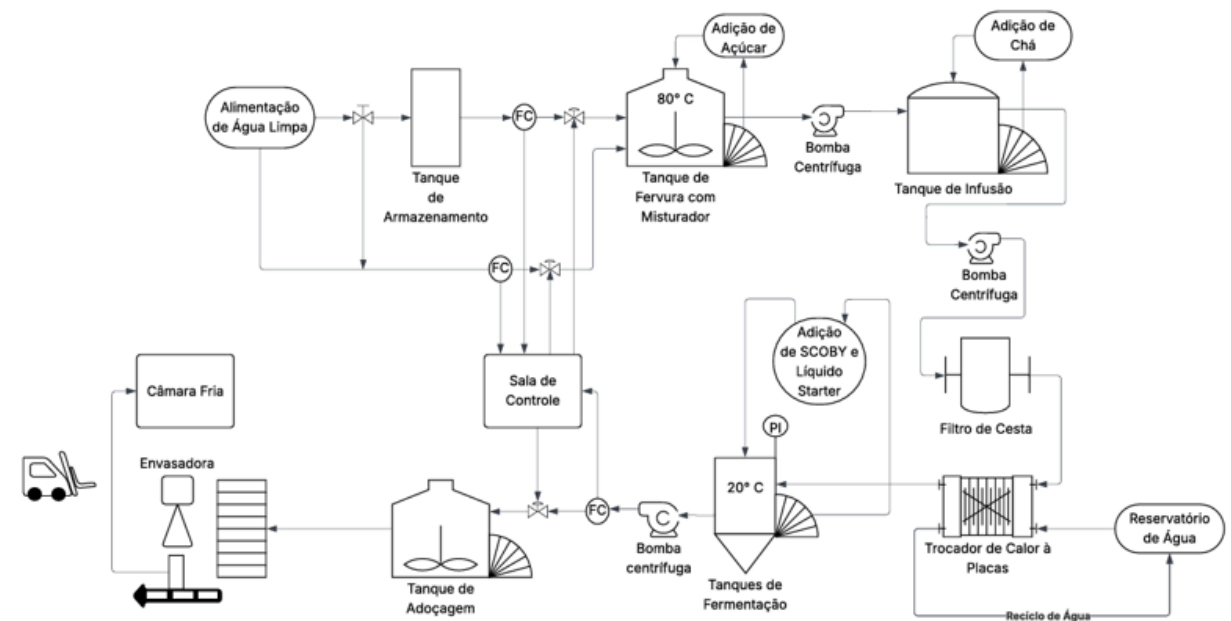 Alimentação
de Água Limpa
Tanque
de
Armazenamento
FC
FC
Adição de
Açúcar
80° C
Tanque de
Fervura com
Misturador
Bomba
Centrífuga
Adição de
Chá
Tanque de Infusão
Bomba
Centrífuga
Filtro de Cesta
Trocador de Calor à
Placas
Reservatório
de Água
Reciclo de Água
Adição
de SCOBY e
Líquido
Starter
PI
20° C
Tanques de
Fermentação
Bomba
centrífuga
FC
Sala de
Controle
Tanque de
Adoçagem
Envasadora
Câmara Fria